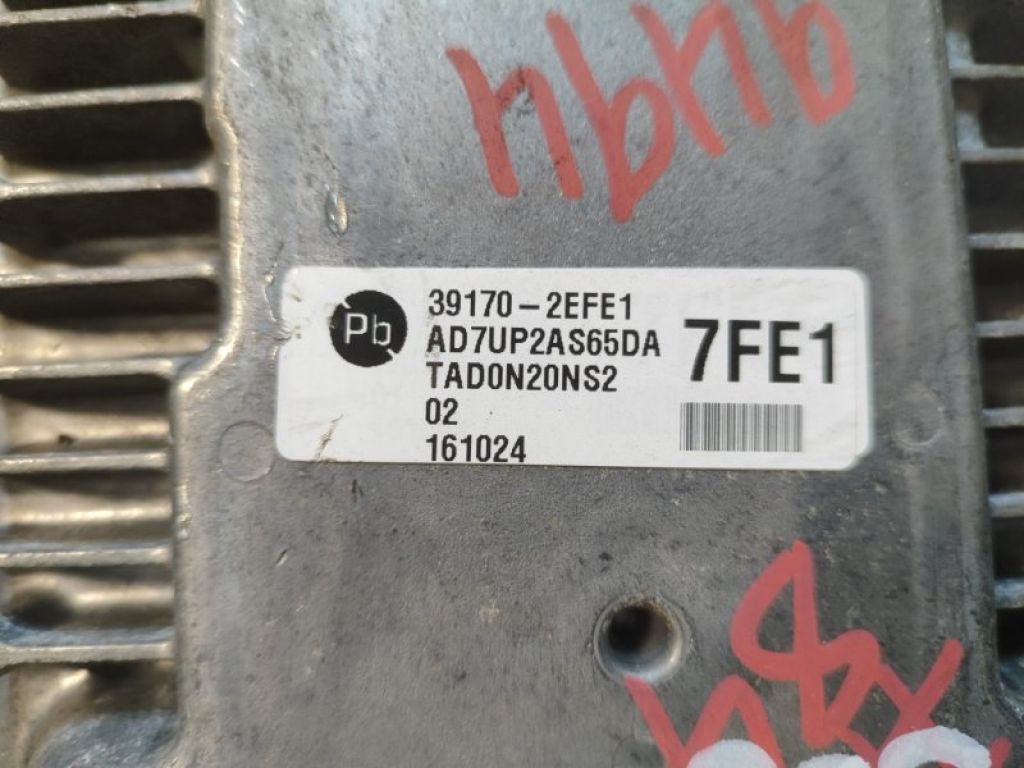 Pb
39170-2EFE1
AD7UP2AS65DA
TAD0N20NS2
02
161024
7FE1